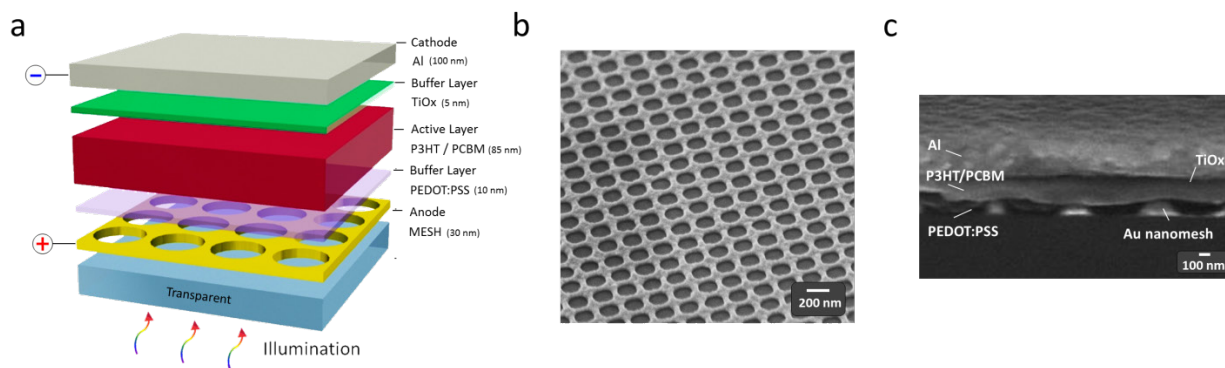 a
Cathode
Al (100 nm)
Buffer Layer
TiOx (5 nm)
Active Layer
P3HT / PCBM (85 nm)
Buffer Layer
PEDOT:PSS (10 nm)
Anode
MESH (30 nm)
−
+
Transparent
Illumination
b
200 nm
c
Al
P3HT/PCBM
PEDOT:PSS
TiOx
Au nanomesh
100 nm